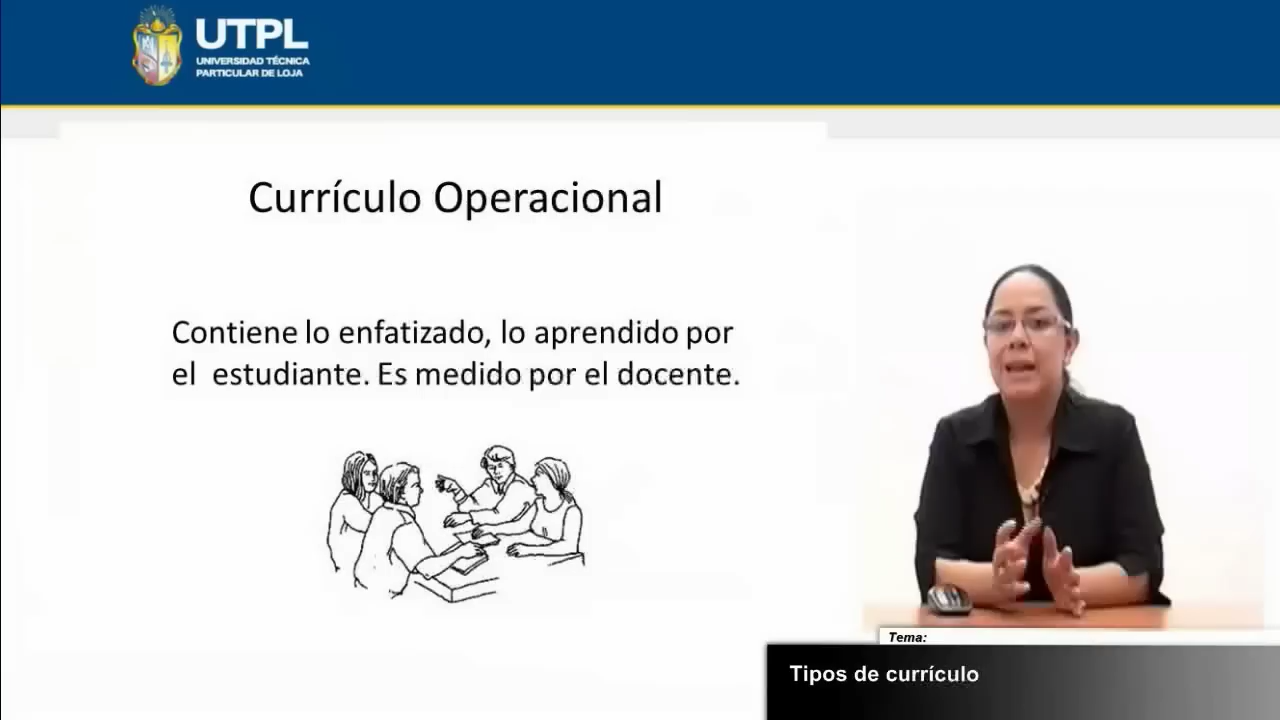 UTPL
UNIVERSIDAD TÉCNICA
PARTICULAR DE LOJA
Currículo Operacional
Contiene lo enfatizado, lo aprendido por
el estudiante. Es medido por el docente.
Tema:
Tipos de currículo